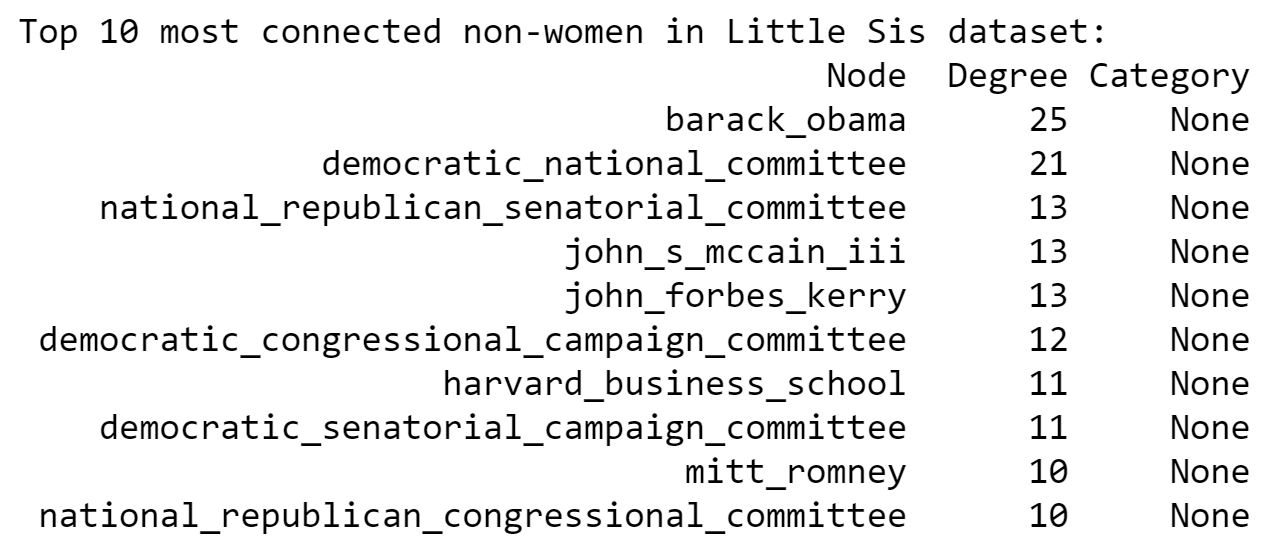 Top 10 most connected non-women in Little Sis dataset:
Node Degree Category
barack_obama 25 None
democratic_national_committee 21 None
national_republican_senatorial_committee 13 None
john_s_mccain_iii 13 None
john_forbes_kerry 13 None
democratic_congressional_campaign_committee 12 None
harvard_business_school 11 None
democratic_senatorial_campaign_committee 11 None
mitt_romney 10 None
national_republican_congressional_committee 10 None